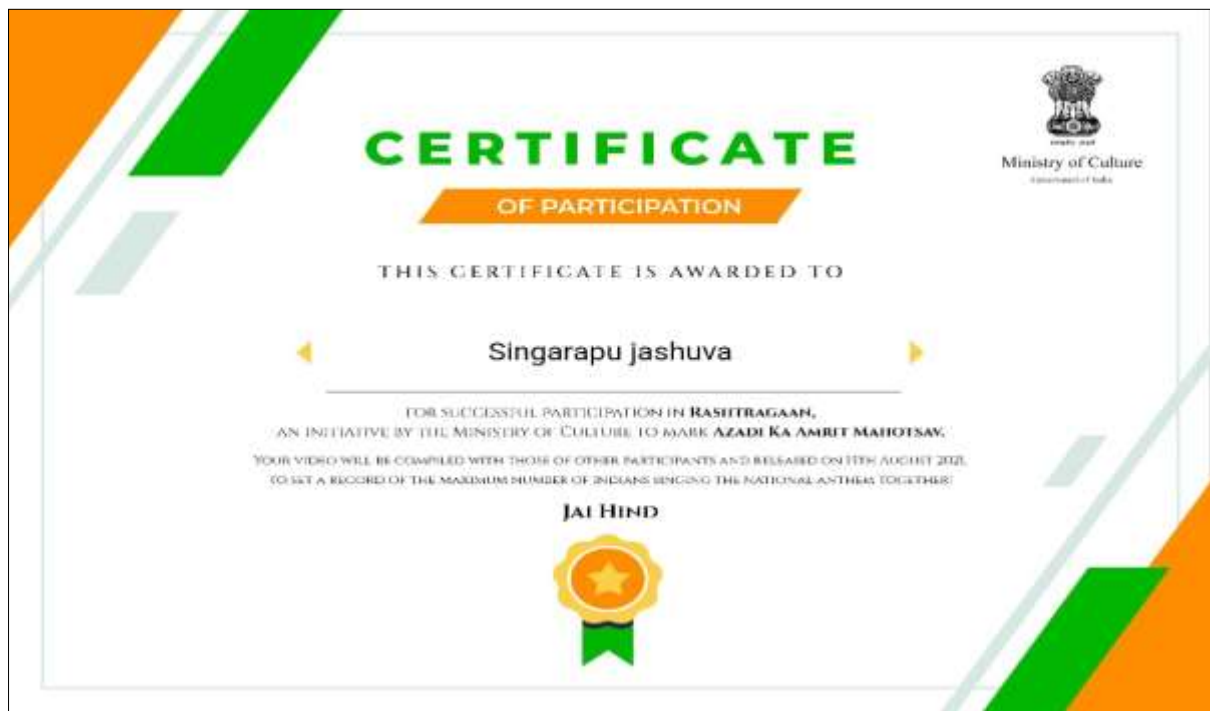 CERTIFICATE
Ministry of Culture
Government of India
OF PARTICIPATION
THIS CERTIFICATE IS AWARDED TO
Singarapu jashuva
FOR SUCCESSFUL PARTICIPATION IN RASHTRAGAAN,
AN INITIATIVE BY THE MINISTRY OF CULTURE TO MARK AZADI KA AMRIT MAHOTSAV.
YOUR VIDEO WILL BE COMPILED WITH THOSE OF OTHER PARTICIPANTS AND RELEASED ON 15TH AUGUST 2021,
TO SET A RECORD OF THE MAXIMUM NUMBER OF INDIANS SINGING THE NATIONAL ANTHEM TOGETHER!
JAI HIND